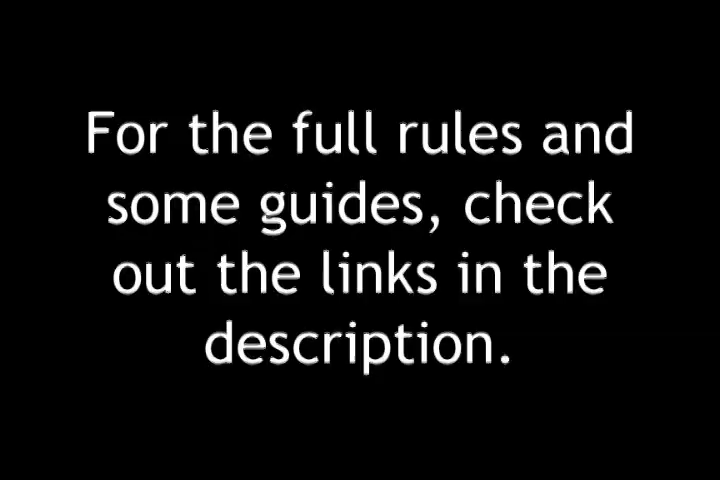 For the full rules and
some guides, check
out the links in the
description.